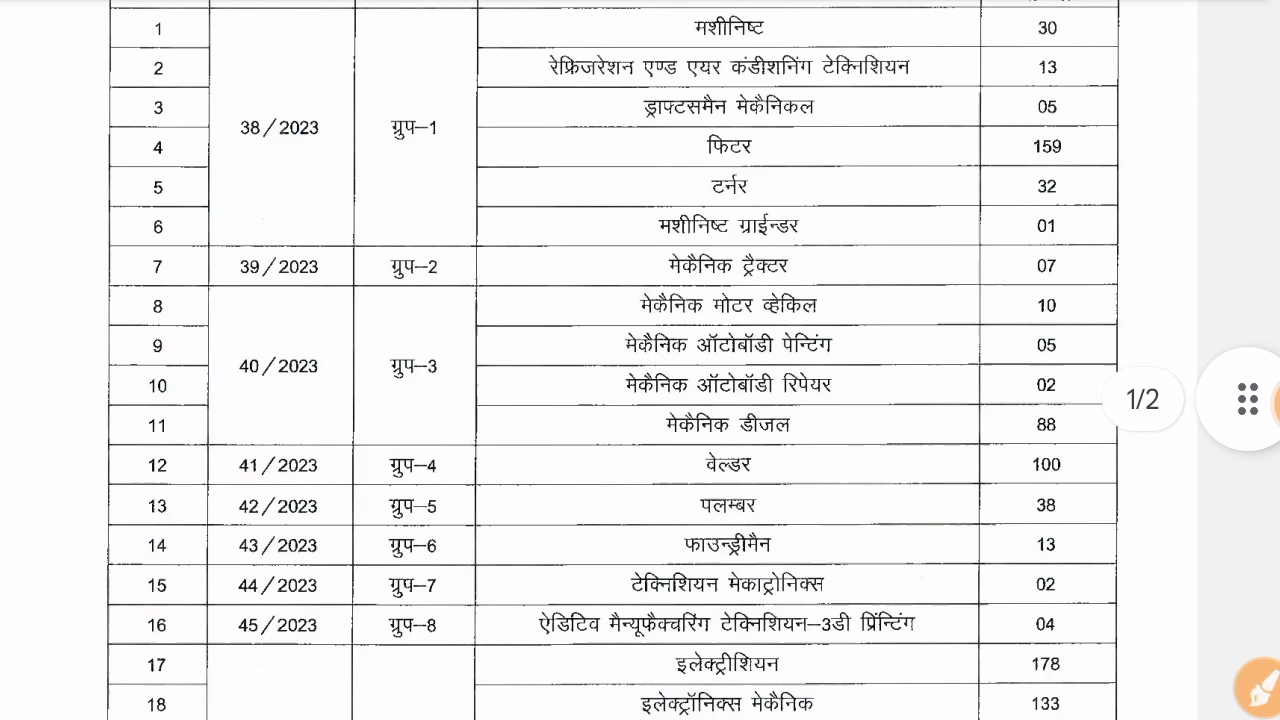 1 मशीनिष्ट 30
2 रेफ्रिजरेशन एण्ड एयर कंडीशनिंग टेक्निशियन 13
3 ड्राफ्टसमैन मेकैनिकल 05
38/2023 ग्रुप–1
4 फिटर 159
5 टर्नर 32
6 मशीनिष्ट ग्राईन्डर 01
7 39/2023 ग्रुप–2 मेकैनिक ट्रैक्टर 07
8 मेकैनिक मोटर व्हेकिल 10
9 मेकैनिक ऑटोबॉडी पेन्टिंग 05
40/2023 ग्रुप–3
10 मेकैनिक ऑटोबॉडी रिपेयर 02
1/2
11 मेकैनिक डीजल 88
12 41/2023 ग्रुप–4 वेल्डर 100
13 42/2023 ग्रुप–5 पलम्बर 38
14 43/2023 ग्रुप–6 फाउन्ड्रीमैन 13
15 44/2023 ग्रुप–7 टेक्निशियन मेकाट्रोनिक्स 02
16 45/2023 ग्रुप–8 ऐडिटिव मैन्यूफैक्चरिंग टेक्निशियन–3डी प्रिंन्टिंग 04
17 इलेक्ट्रीशियन 178
18 इलेक्ट्रॉनिक्स मेकैनिक 133